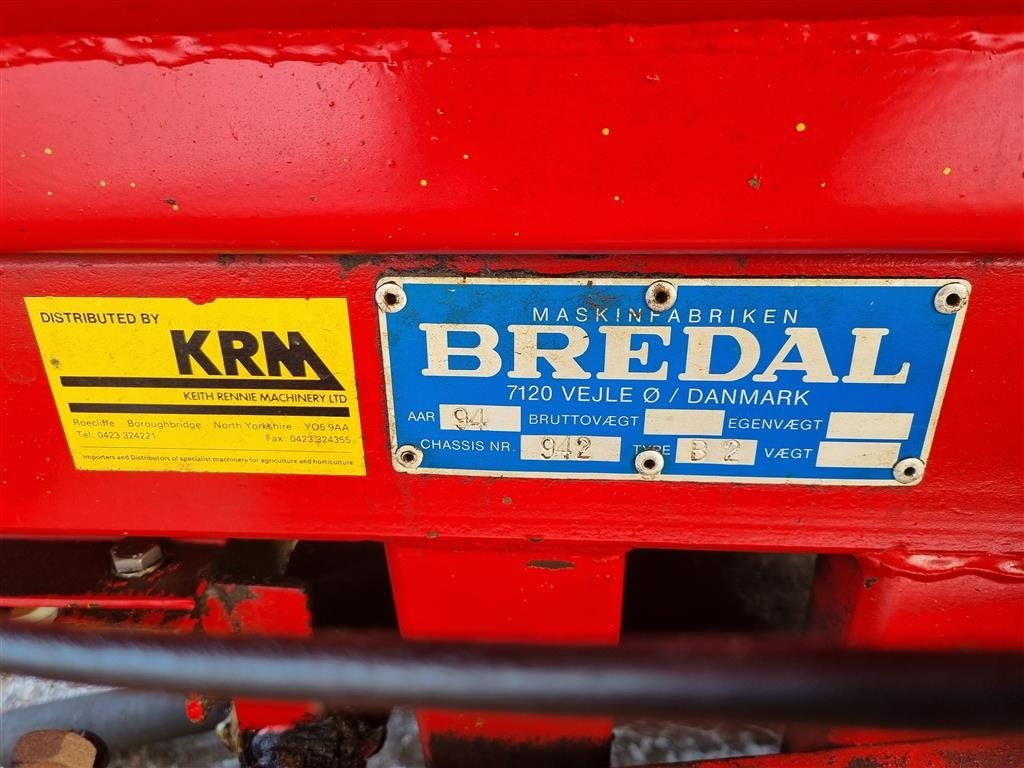 DISTRIBUTED BY
KRM
KEITH RENNIE MACHINERY LTD
Roecliffe Boroughbridge North Yorkshire YO5 9AA
Tel: 0423 324221 Fax: 0423 324355
Importers and Distributors of specialist machinery for agriculture and horticulture
MASKINFABRIKEN
BREDAL
7120 VEJLE Ø / DANMARK
AAR 94 BRUTTOVÆGT EGENVÆGT
CHASSIS NR. 942 TYPE B 2 VÆGT